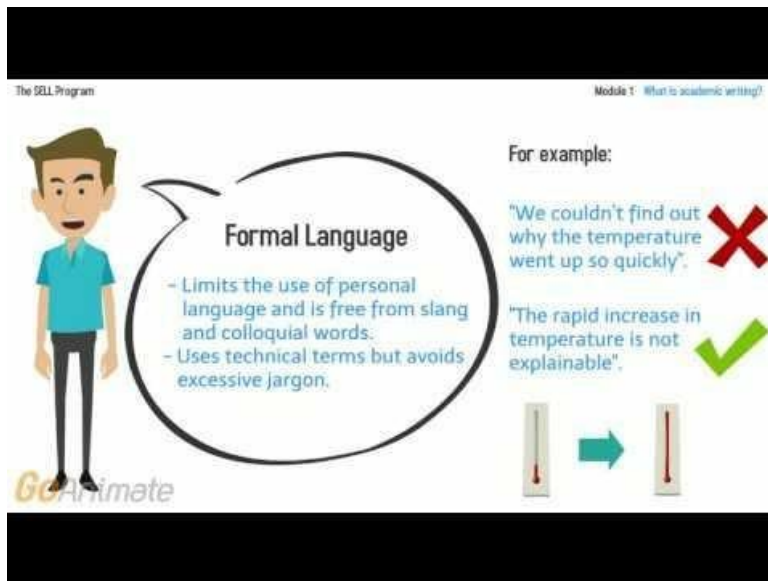 The SELL Program
Module 1 What is academic writing?
Formal Language
- Limits the use of personal
language and is free from slang
and colloquial words.
- Uses technical terms but avoids
excessive jargon.
For example:
"We couldn't find out
why the temperature
went up so quickly".
"The rapid increase in
temperature is not
explainable".
GoAnimate